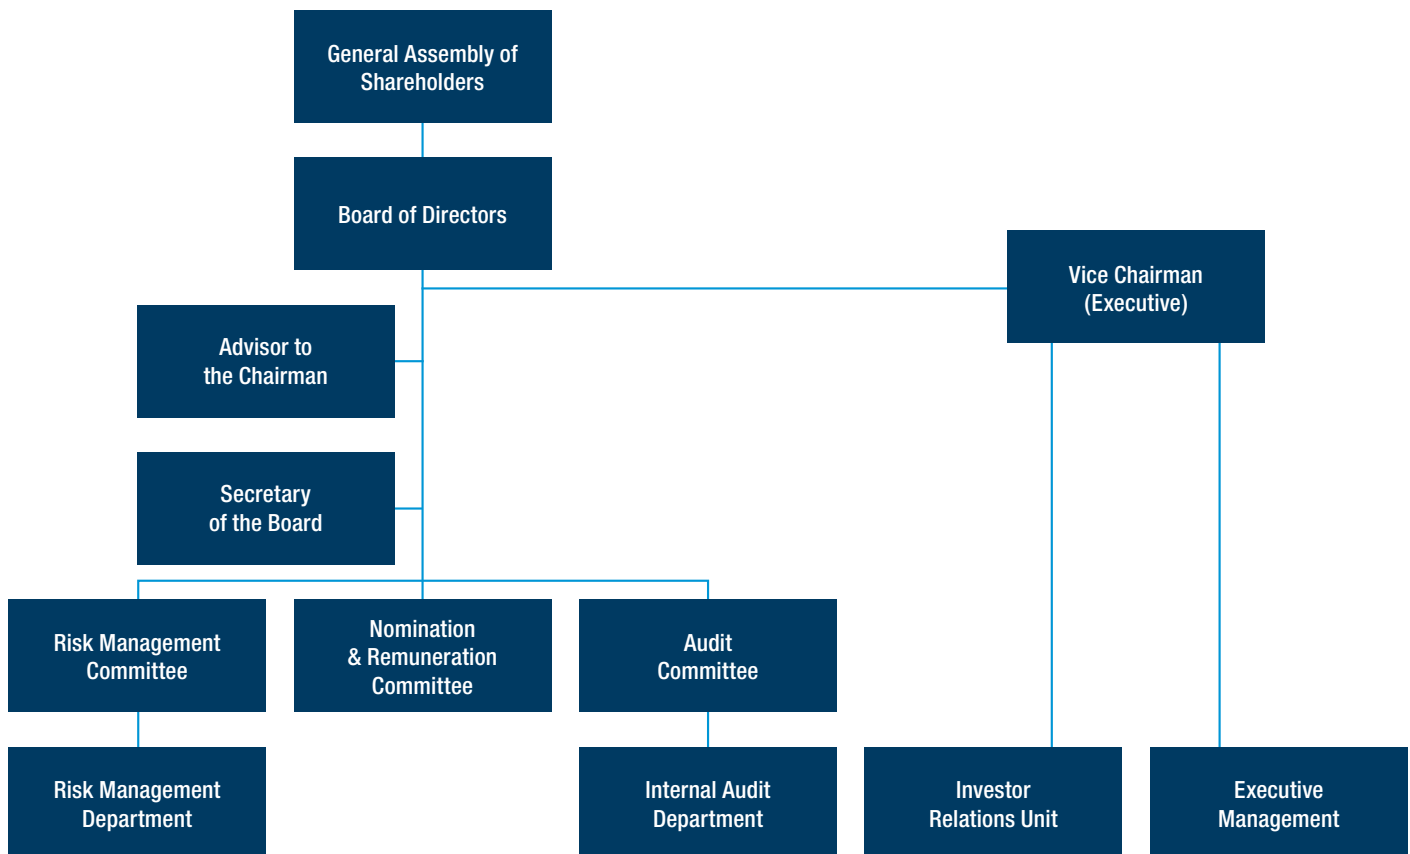 General Assembly of
Shareholders
Board of Directors
Vice Chairman
(Executive)
Advisor to
the Chairman
Secretary
of the Board
Risk Management
Committee
Nomination
& Remuneration
Committee
Audit
Committee
Risk Management
Department
Internal Audit
Department
Investor
Relations Unit
Executive
Management